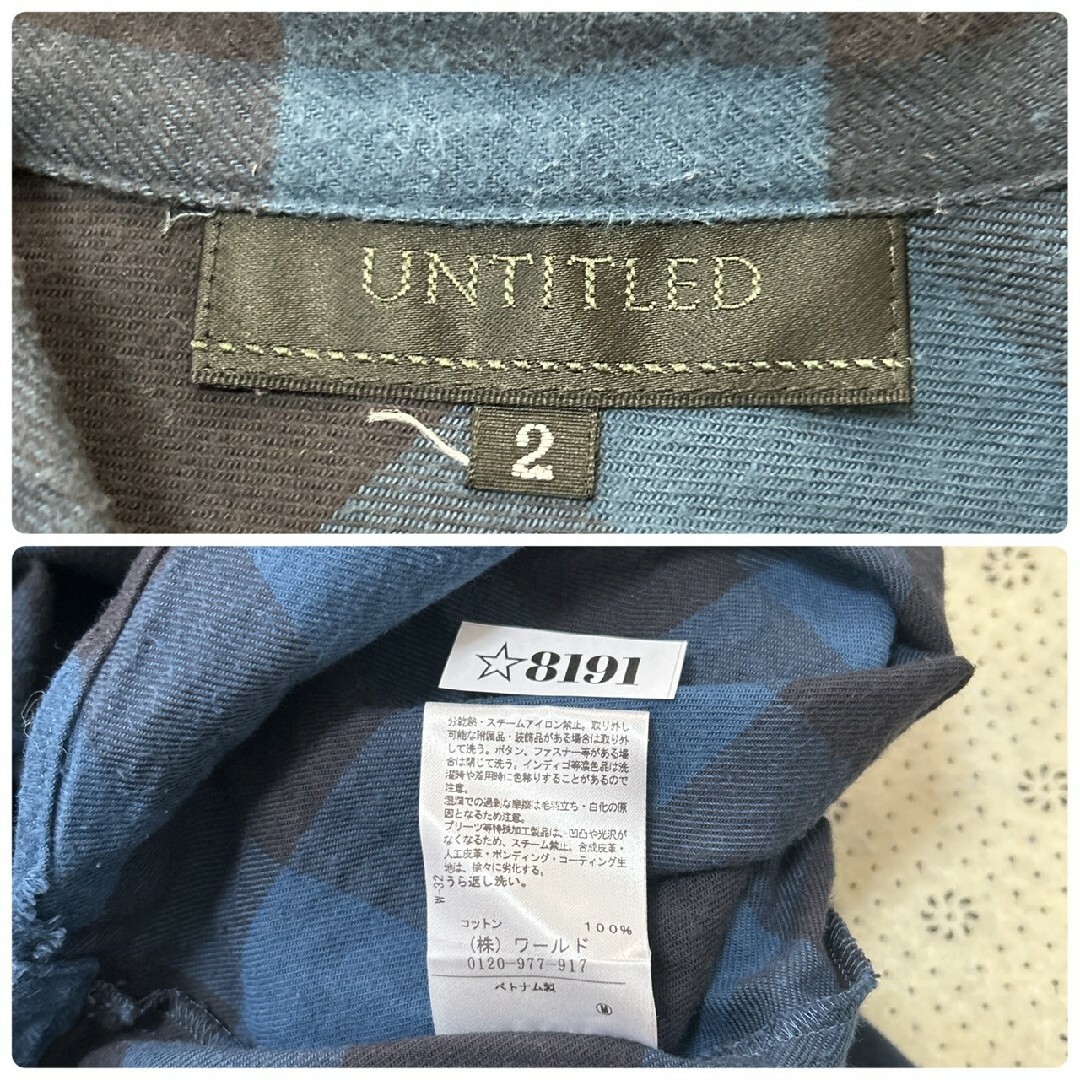 UNTITLED
2
☆8191
分乾熱・スチームアイロン禁止。取り外し
可能な附属品・装飾品がある場合は取り外
して洗う。ボタン、ファスナー等がある場
合は閉じて洗う。インディゴ等濃色品は洗
濯時や着用時に色移りすることがあるので
注意。
湿潤での過剰な摩擦は毛羽立ち・白化の原
因となるため注意。
プリーツ等特殊加工製品は、凹凸や光沢が
なくなるため、スチーム禁止。合成皮革・
人工皮革・ボンディング・コーティング生
地は、徐々に劣化する。
うら返し洗い。
W-32
コットン 100%
(株) ワールド
0120-977-917
ベトナム製
M